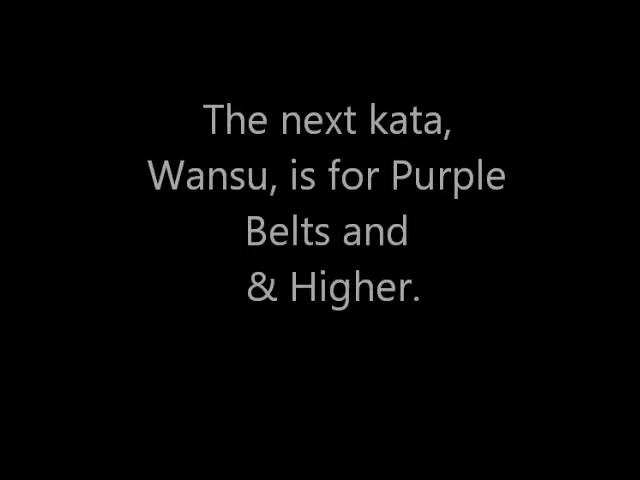 The next kata,
Wansu, is for Purple
Belts and
& Higher.